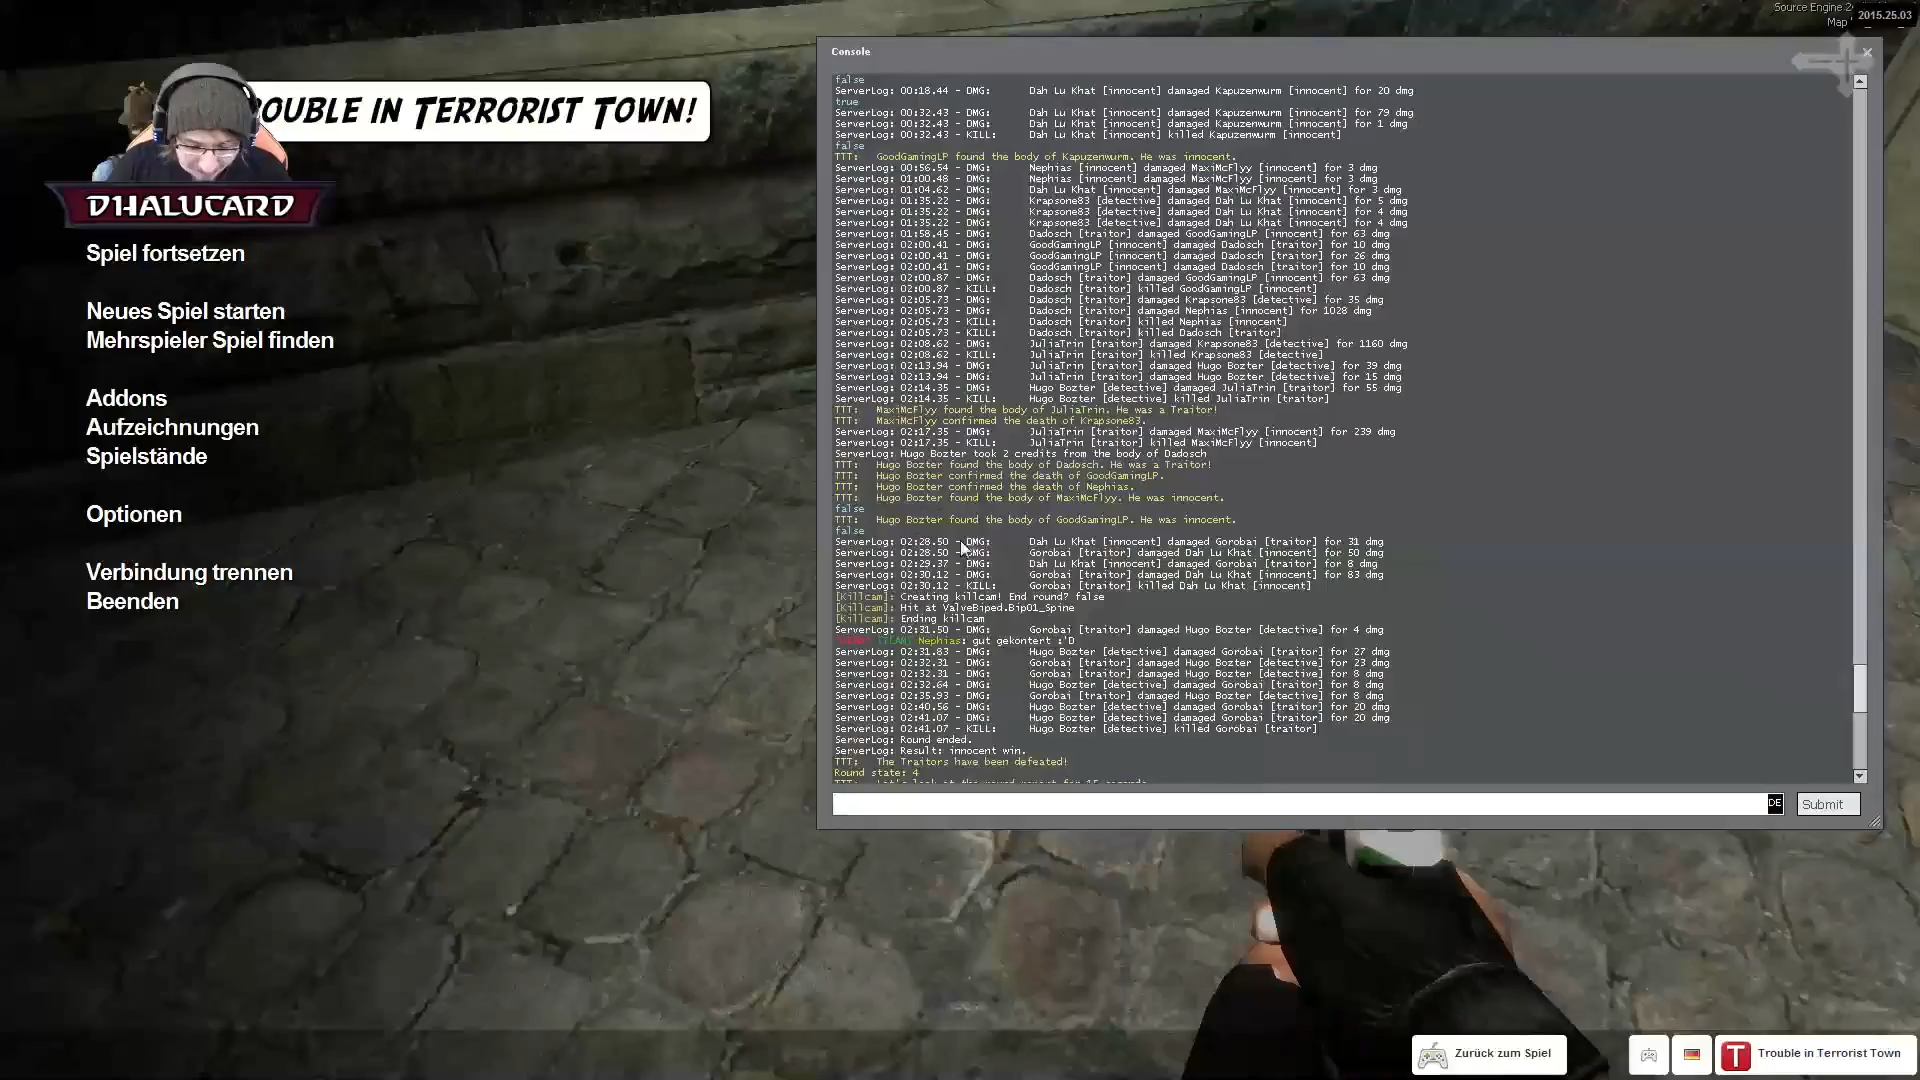 Source Engine 2
Map
2015.25.03
TROUBLE IN TERRORIST TOWN!
DHALUCARD
Spiel fortsetzen
Neues Spiel starten
Mehrspieler Spiel finden
Addons
Aufzeichnungen
Spielstände
Optionen
Verbindung trennen
Beenden
Console
false
ServerLog: 00:18.44 - DMG: Dah Lu Khat [innocent] damaged Kapuzenwurm [innocent] for 20 dmg
true
ServerLog: 00:32.43 - DMG: Dah Lu Khat [innocent] damaged Kapuzenwurm [innocent] for 79 dmg
ServerLog: 00:32.43 - DMG: Dah Lu Khat [innocent] damaged Kapuzenwurm [innocent] for 1 dmg
ServerLog: 00:32.43 - KILL: Dah Lu Khat [innocent] killed Kapuzenwurm [innocent]
false
TTT: GoodGamingLP found the body of Kapuzenwurm. He was innocent.
ServerLog: 00:56.54 - DMG: Nephias [innocent] damaged MaxiMcFlyy [innocent] for 3 dmg
ServerLog: 01:00.48 - DMG: Nephias [innocent] damaged MaxiMcFlyy [innocent] for 3 dmg
ServerLog: 01:04.62 - DMG: Dah Lu Khat [innocent] damaged MaxiMcFlyy [innocent] for 3 dmg
ServerLog: 01:35.22 - DMG: Krapsone83 [detective] damaged Dah Lu Khat [innocent] for 5 dmg
ServerLog: 01:35.22 - DMG: Krapsone83 [detective] damaged Dah Lu Khat [innocent] for 4 dmg
ServerLog: 01:35.22 - DMG: Krapsone83 [detective] damaged Dah Lu Khat [innocent] for 4 dmg
ServerLog: 01:58.45 - DMG: Dadosch [traitor] damaged GoodGamingLP [innocent] for 63 dmg
ServerLog: 02:00.41 - DMG: GoodGamingLP [innocent] damaged Dadosch [traitor] for 10 dmg
ServerLog: 02:00.41 - DMG: GoodGamingLP [innocent] damaged Dadosch [traitor] for 26 dmg
ServerLog: 02:00.41 - DMG: GoodGamingLP [innocent] damaged Dadosch [traitor] for 10 dmg
ServerLog: 02:00.87 - DMG: Dadosch [traitor] damaged GoodGamingLP [innocent] for 63 dmg
ServerLog: 02:00.87 - KILL: Dadosch [traitor] killed GoodGamingLP [innocent]
ServerLog: 02:05.73 - DMG: Dadosch [traitor] damaged Krapsone83 [detective] for 35 dmg
ServerLog: 02:05.73 - DMG: Dadosch [traitor] damaged Nephias [innocent] for 1028 dmg
ServerLog: 02:05.73 - KILL: Dadosch [traitor] killed Nephias [innocent]
ServerLog: 02:05.73 - KILL: Dadosch [traitor] killed Dadosch [traitor]
ServerLog: 02:08.62 - DMG: JuliaTrin [traitor] damaged Krapsone83 [detective] for 1160 dmg
ServerLog: 02:08.62 - KILL: JuliaTrin [traitor] killed Krapsone83 [detective]
ServerLog: 02:13.94 - DMG: JuliaTrin [traitor] damaged Hugo Bozter [detective] for 39 dmg
ServerLog: 02:13.94 - DMG: JuliaTrin [traitor] damaged Hugo Bozter [detective] for 15 dmg
ServerLog: 02:14.35 - DMG: Hugo Bozter [detective] damaged JuliaTrin [traitor] for 55 dmg
ServerLog: 02:14.35 - KILL: Hugo Bozter [detective] killed JuliaTrin [traitor]
TTT: MaxiMcFlyy found the body of JuliaTrin. He was a Traitor!
TTT: MaxiMcFlyy confirmed the death of Krapsone83.
ServerLog: 02:17.35 - DMG: JuliaTrin [traitor] damaged MaxiMcFlyy [innocent] for 239 dmg
ServerLog: 02:17.35 - KILL: JuliaTrin [traitor] killed MaxiMcFlyy [innocent]
ServerLog: Hugo Bozter took 2 credits from the body of Dadosch
TTT: Hugo Bozter found the body of Dadosch. He was a Traitor!
TTT: Hugo Bozter confirmed the death of GoodGamingLP.
TTT: Hugo Bozter confirmed the death of Nephias.
TTT: Hugo Bozter found the body of MaxiMcFlyy. He was innocent.
false
TTT: Hugo Bozter found the body of GoodGamingLP. He was innocent.
false
ServerLog: 02:28.50 - DMG: Dah Lu Khat [innocent] damaged Gorobai [traitor] for 31 dmg
ServerLog: 02:28.50 - DMG: Gorobai [traitor] damaged Dah Lu Khat [innocent] for 50 dmg
ServerLog: 02:29.37 - DMG: Dah Lu Khat [innocent] damaged Gorobai [traitor] for 8 dmg
ServerLog: 02:30.12 - DMG: Gorobai [traitor] damaged Dah Lu Khat [innocent] for 83 dmg
ServerLog: 02:30.12 - KILL: Gorobai [traitor] killed Dah Lu Khat [innocent]
[Killcam]: Creating killcam! End round? false
[Killcam]: Hit at ValveBiped.Bip01_Spine
[Killcam]: Ending killcam
ServerLog: 02:31.50 - DMG: Gorobai [traitor] damaged Hugo Bozter [detective] for 4 dmg
Nephias: gut gekontert :'D
ServerLog: 02:31.83 - DMG: Hugo Bozter [detective] damaged Gorobai [traitor] for 27 dmg
ServerLog: 02:32.31 - DMG: Gorobai [traitor] damaged Hugo Bozter [detective] for 23 dmg
ServerLog: 02:32.31 - DMG: Gorobai [traitor] damaged Hugo Bozter [detective] for 8 dmg
ServerLog: 02:32.64 - DMG: Hugo Bozter [detective] damaged Gorobai [traitor] for 8 dmg
ServerLog: 02:35.93 - DMG: Gorobai [traitor] damaged Hugo Bozter [detective] for 8 dmg
ServerLog: 02:40.56 - DMG: Hugo Bozter [detective] damaged Gorobai [traitor] for 20 dmg
ServerLog: 02:41.07 - DMG: Hugo Bozter [detective] damaged Gorobai [traitor] for 20 dmg
ServerLog: 02:41.07 - KILL: Hugo Bozter [detective] killed Gorobai [traitor]
ServerLog: Round ended.
ServerLog: Result: innocent win.
TTT: The Traitors have been defeated!
Round state: 4
DE
Submit
Zurück zum Spiel
Trouble in Terrorist Town